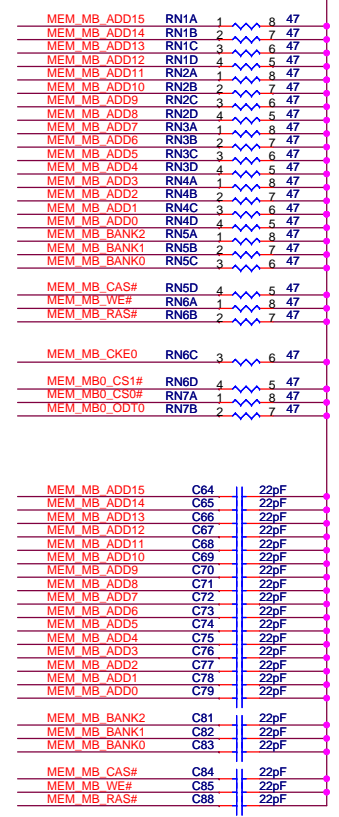 MEM_MB_ADD15 RN1A 1 8 47
MEM_MB_ADD14 RN1B 2 7 47
MEM_MB_ADD13 RN1C 3 6 47
MEM_MB_ADD12 RN1D 4 5 47
MEM_MB_ADD11 RN2A 1 8 47
MEM_MB_ADD10 RN2B 2 7 47
MEM_MB_ADD9 RN2C 3 6 47
MEM_MB_ADD8 RN2D 4 5 47
MEM_MB_ADD7 RN3A 1 8 47
MEM_MB_ADD6 RN3B 2 7 47
MEM_MB_ADD5 RN3C 3 6 47
MEM_MB_ADD4 RN3D 4 5 47
MEM_MB_ADD3 RN4A 1 8 47
MEM_MB_ADD2 RN4B 2 7 47
MEM_MB_ADD1 RN4C 3 6 47
MEM_MB_ADD0 RN4D 4 5 47
MEM_MB_BANK2 RN5A 1 8 47
MEM_MB_BANK1 RN5B 2 7 47
MEM_MB_BANK0 RN5C 3 6 47
MEM_MB_CAS# RN5D 4 5 47
MEM_MB_WE# RN6A 1 8 47
MEM_MB_RAS# RN6B 2 7 47
MEM_MB_CKE0 RN6C 3 6 47
MEM_MB0_CS1# RN6D 4 5 47
MEM_MB0_CS0# RN7A 1 8 47
MEM_MB0_ODT0 RN7B 2 7 47
MEM_MB_ADD15 C64 22pF
MEM_MB_ADD14 C65 22pF
MEM_MB_ADD13 C66 22pF
MEM_MB_ADD12 C67 22pF
MEM_MB_ADD11 C68 22pF
MEM_MB_ADD10 C69 22pF
MEM_MB_ADD9 C70 22pF
MEM_MB_ADD8 C71 22pF
MEM_MB_ADD7 C72 22pF
MEM_MB_ADD6 C73 22pF
MEM_MB_ADD5 C74 22pF
MEM_MB_ADD4 C75 22pF
MEM_MB_ADD3 C76 22pF
MEM_MB_ADD2 C77 22pF
MEM_MB_ADD1 C78 22pF
MEM_MB_ADD0 C79 22pF
MEM_MB_BANK2 C81 22pF
MEM_MB_BANK1 C82 22pF
MEM_MB_BANK0 C83 22pF
MEM_MB_CAS# C84 22pF
MEM_MB_WE# C85 22pF
MEM_MB_RAS# C88 22pF